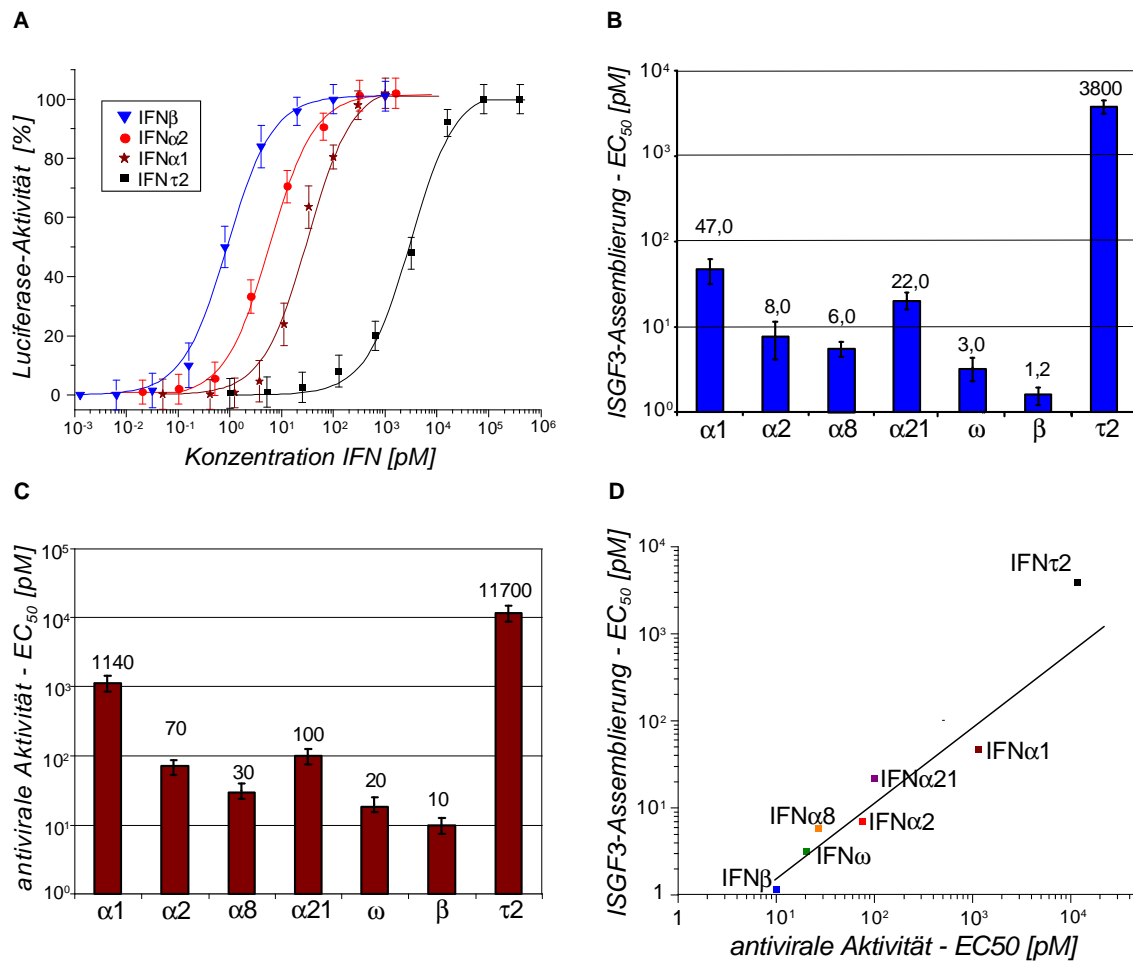 A
Luciferase-Aktivität [%]
100
80
60
40
20
0
IFNβ
IFNα2
IFNα1
IFNτ2
10⁻³ 10⁻² 10⁻¹ 10⁰ 10¹ 10² 10³ 10⁴ 10⁵ 10⁶
Konzentration IFN [pM]
B
ISGF3-Assemblierung - EC₅₀ [pM]
10⁴
10³
10²
10¹
10⁰
47,0
8,0
6,0
22,0
3,0
1,2
3800
α1 α2 α8 α21 ω β τ2
C
antivirale Aktivität - EC₅₀ [pM]
10⁵
10⁴
10³
10²
10¹
10⁰
1140
70
30
100
20
10
11700
α1 α2 α8 α21 ω β τ2
D
ISGF3-Assemblierung - EC₅₀ [pM]
10⁴
10³
10²
10¹
1
IFNτ2
IFNα1
IFNα21
IFNα8
IFNα2
IFNω
IFNβ
1 10¹ 10² 10³ 10⁴
antivirale Aktivität - EC50 [pM]